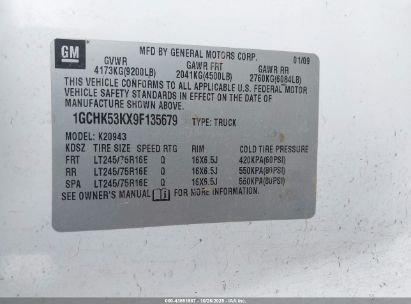 GM
MFD BY GENERAL MOTORS CORP.
01/09
GVWR GAWR FRT GAWR RR
4173KG(9200LB) 2041KG(4500LB) 2760KG(6084LB)
THIS VEHICLE CONFORMS TO ALL APPLICABLE U.S. FEDERAL MOTOR
VEHICLE SAFETY STANDARDS IN EFFECT ON THE DATE OF
MANUFACTURE SHOWN ABOVE.
1GCHK53KX9F135679 TYPE: TRUCK
MODEL: K20943
KDSZ TIRE SIZE SPEED RTG RIM COLD TIRE PRESSURE
FRT LT245/75R16E Q 16X6.5J 420KPA(60PSI)
RR LT245/75R16E Q 16X6.5J 550KPA(80PSI)
SPA LT245/75R16E Q 16X6.5J 560KPA(80PSI)
SEE OWNER'S MANUAL